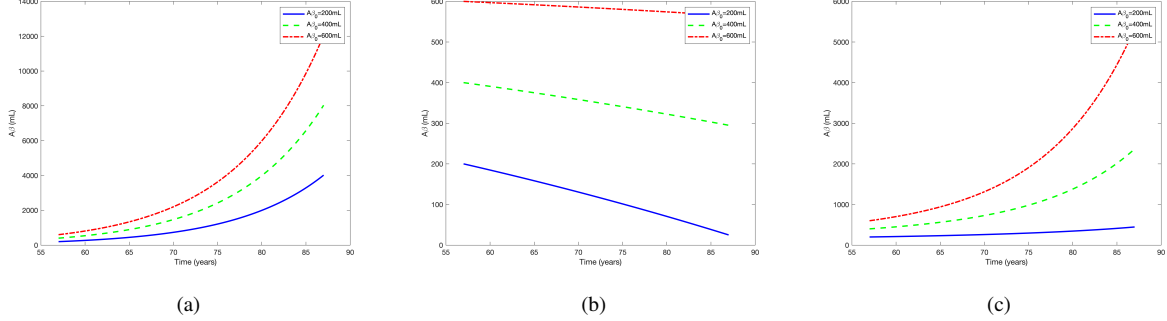 14000
12000
10000
8000
6000
4000
2000
0
55 60 65 70 75 80 85 90
Aβ (mL)
Time (years)
Aβ₀=200mL
Aβ₀=400mL
Aβ₀=600mL
(a)
600
500
400
300
200
100
0
55 60 65 70 75 80 85 90
Aβ (mL)
Time (years)
Aβ₀=200mL
Aβ₀=400mL
Aβ₀=600mL
(b)
6000
5000
4000
3000
2000
1000
0
55 60 65 70 75 80 85 90
Aβ (mL)
Time (years)
Aβ₀=200mL
Aβ₀=400mL
Aβ₀=600mL
(c)